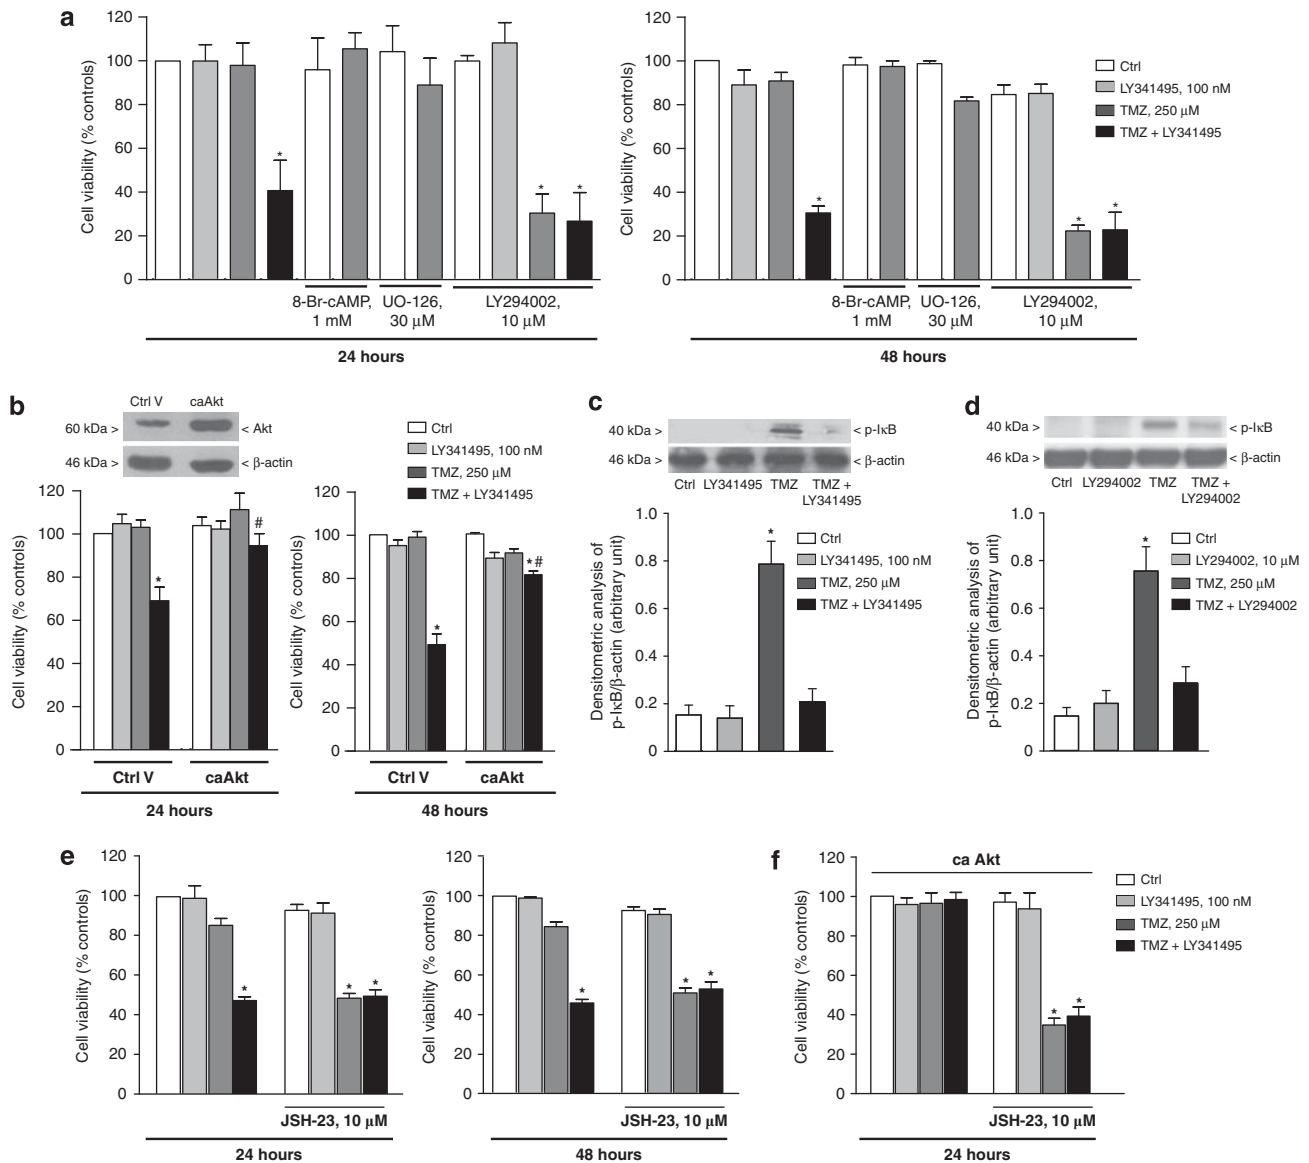 a
120
100
80
60
40
20
0
Cell viability (% controls)
*
*
*
8-Br-cAMP, 1 mM
UO-126, 30 μM
LY294002, 10 μM
24 hours
120
100
80
60
40
20
0
Cell viability (% controls)
*
*
*
8-Br-cAMP, 1 mM
UO-126, 30 μM
LY294002, 10 μM
48 hours
Ctrl
LY341495, 100 nM
TMZ, 250 μM
TMZ + LY341495
b
Ctrl V
caAkt
60 kDa >
< Akt
46 kDa >
< β-actin
120
100
80
60
40
20
0
Cell viability (% controls)
*
#
Ctrl V
caAkt
24 hours
Ctrl
LY341495, 100 nM
TMZ, 250 μM
TMZ + LY341495
120
100
80
60
40
20
0
Cell viability (% controls)
*
*#
Ctrl V
caAkt
48 hours
c
40 kDa >
< p-IκB
46 kDa >
< β-actin
Ctrl
LY341495
TMZ
TMZ +
LY341495
1.0
0.8
0.6
0.4
0.2
0
Densitometric analysis of
p-IκB/β-actin (arbitrary unit)
*
Ctrl
LY341495, 100 nM
TMZ, 250 μM
TMZ + LY341495
d
40 kDa >
< p-IκB
46 kDa >
< β-actin
Ctrl
LY294002
TMZ
TMZ +
LY294002
1.0
0.8
0.6
0.4
0.2
0
Densitometric analysis of
p-IκB/β-actin (arbitrary unit)
*
Ctrl
LY294002, 10 μM
TMZ, 250 μM
TMZ + LY294002
e
120
100
80
60
40
20
0
Cell viability (% controls)
*
*
*
JSH-23, 10 μM
24 hours
120
100
80
60
40
20
0
Cell viability (% controls)
*
*
*
JSH-23, 10 μM
48 hours
f
120
100
80
60
40
20
0
Cell viability (% controls)
ca Akt
*
*
JSH-23, 10 μM
24 hours
Ctrl
LY341495, 100 nM
TMZ, 250 μM
TMZ + LY341495